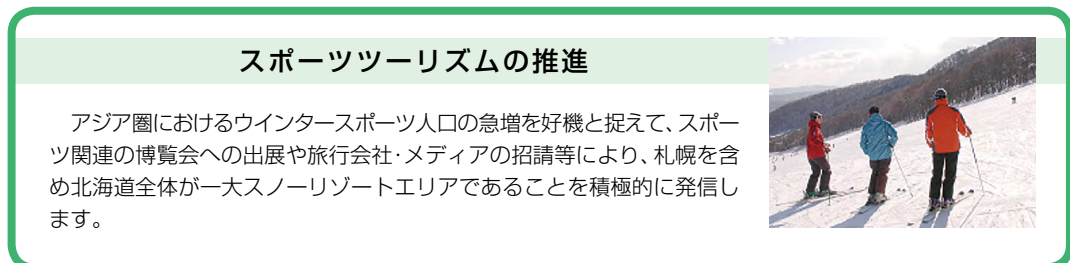 スポーツツーリズムの推進
　アジア圏におけるウインタースポーツ人口の急増を好機と捉えて、スポー
ツ関連の博覧会への出展や旅行会社・メディアの招請等により、札幌を含
め北海道全体が一大スノーリゾートエリアであることを積極的に発信し
ます。